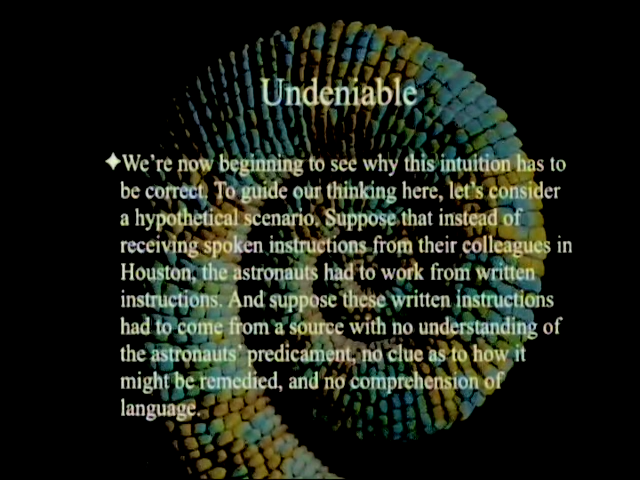 Undeniable
✦We're now beginning to see why this intuition has to
be correct. To guide our thinking here, let's consider
a hypothetical scenario. Suppose that instead of
receiving spoken instructions from their colleagues in
Houston, the astronauts had to work from written
instructions. And suppose these written instructions
had to come from a source with no understanding of
the astronauts' predicament, no clue as to how it
might be remedied, and no comprehension of
language.